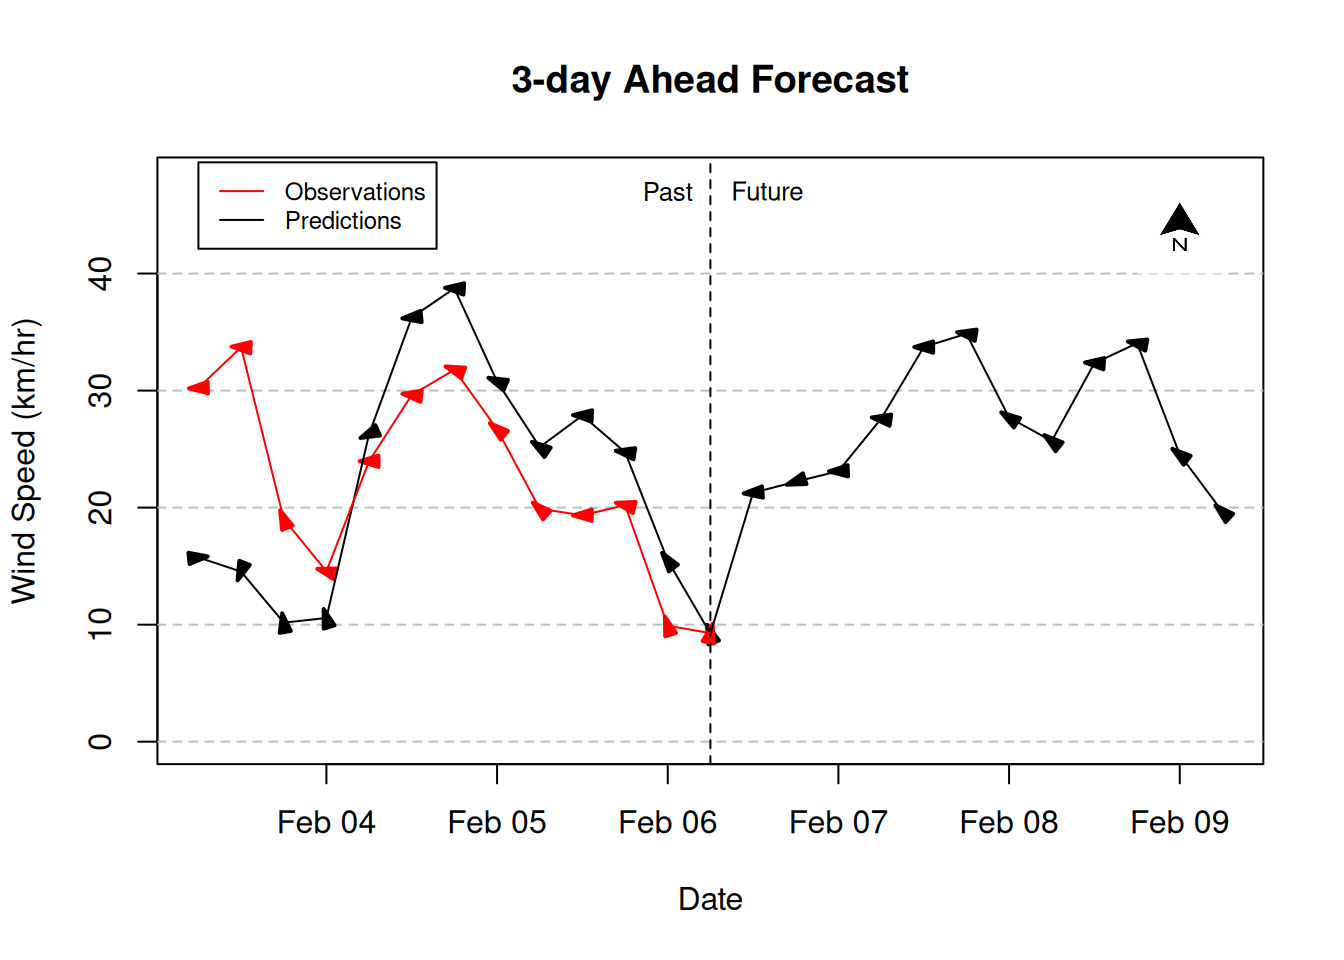 3-day Ahead Forecast
Observations
Predictions
Past
Future
N
Wind Speed (km/hr)
40
30
20
10
0
Feb 04
Feb 05
Feb 06
Feb 07
Feb 08
Feb 09
Date